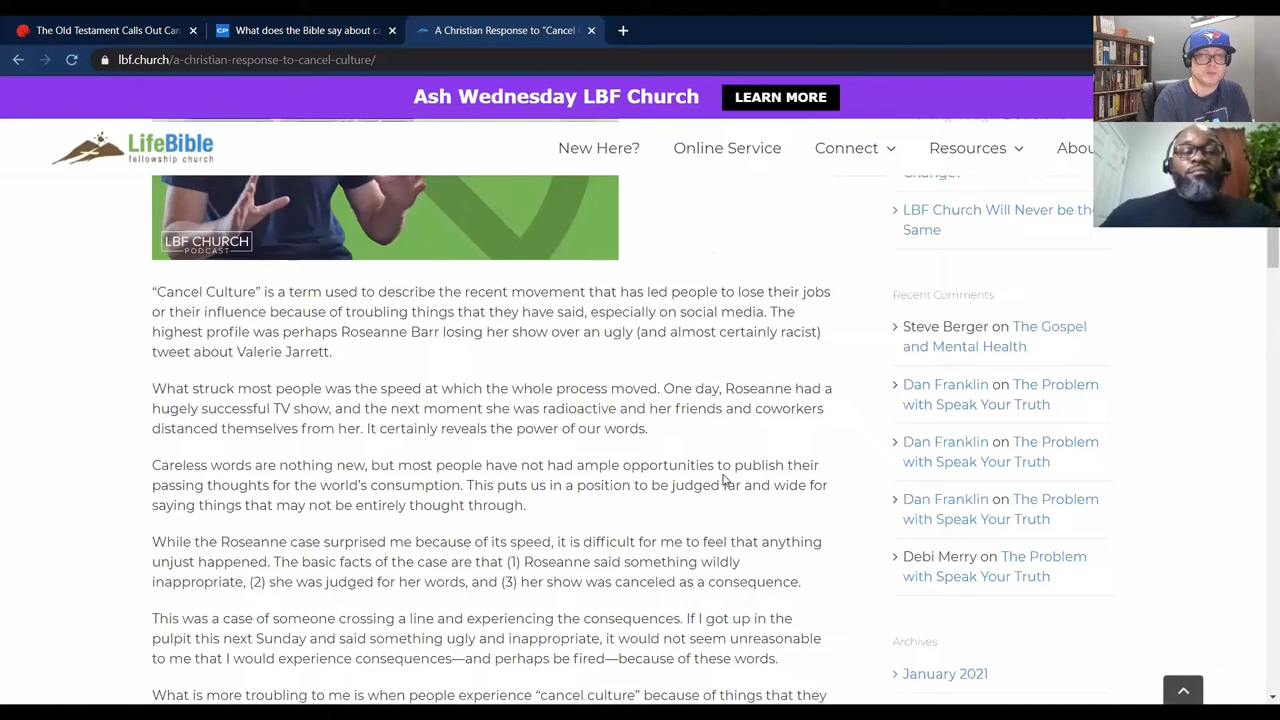 The Old Testament Calls Out Can
What does the Bible say about ca
A Christian Response to "Cancel
lbf.church/a-christian-response-to-cancel-culture/
Ash Wednesday LBF Church
LEARN MORE
LifeBible
fellowship church
New Here?
Online Service
Connect
Resources
Abou
Change?
LBF Church Will Never be the
Same
LBF CHURCH
PODCAST
“Cancel Culture” is a term used to describe the recent movement that has led people to lose their jobs
or their influence because of troubling things that they have said, especially on social media. The
highest profile was perhaps Roseanne Barr losing her show over an ugly (and almost certainly racist)
tweet about Valerie Jarrett.
What struck most people was the speed at which the whole process moved. One day, Roseanne had a
hugely successful TV show, and the next moment she was radioactive and her friends and coworkers
distanced themselves from her. It certainly reveals the power of our words.
Careless words are nothing new, but most people have not had ample opportunities to publish their
passing thoughts for the world’s consumption. This puts us in a position to be judged far and wide for
saying things that may not be entirely thought through.
While the Roseanne case surprised me because of its speed, it is difficult for me to feel that anything
unjust happened. The basic facts of the case are that (1) Roseanne said something wildly
inappropriate, (2) she was judged for her words, and (3) her show was canceled as a consequence.
This was a case of someone crossing a line and experiencing the consequences. If I got up in the
pulpit this next Sunday and said something ugly and inappropriate, it would not seem unreasonable
to me that I would experience consequences—and perhaps be fired—because of these words.
What is more troubling to me is when people experience “cancel culture” because of things that they
Recent Comments
Steve Berger on The Gospel
and Mental Health
Dan Franklin on The Problem
with Speak Your Truth
Dan Franklin on The Problem
with Speak Your Truth
Dan Franklin on The Problem
with Speak Your Truth
Debi Merry on The Problem
with Speak Your Truth
Archives
January 2021